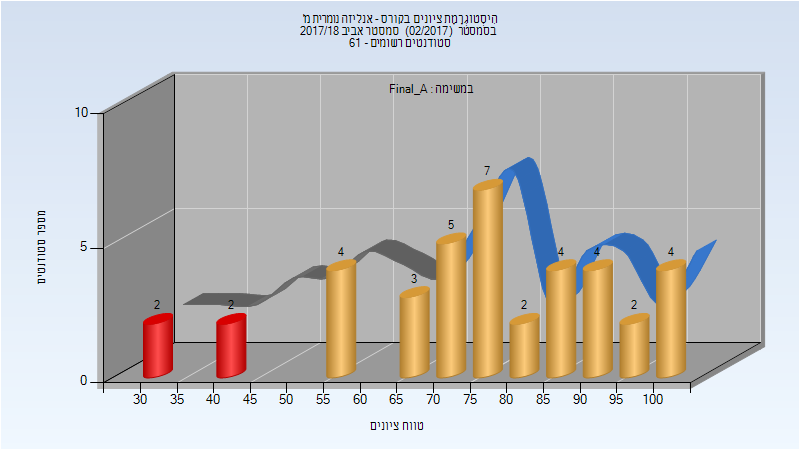 היסטוגרמת ציונים בקורס - אנליזה נומרית מ'
בסמסטר (02/2017) סמסטר אביב 2017/18
סטודנטים רשומים - 61
במשימה : Final_A
מספר סטודנטים
10
5
0
2
2
4
3
5
7
2
4
4
2
4
30 35 40 45 50 55 60 65 70 75 80 85 90 95 100
טווח ציונים